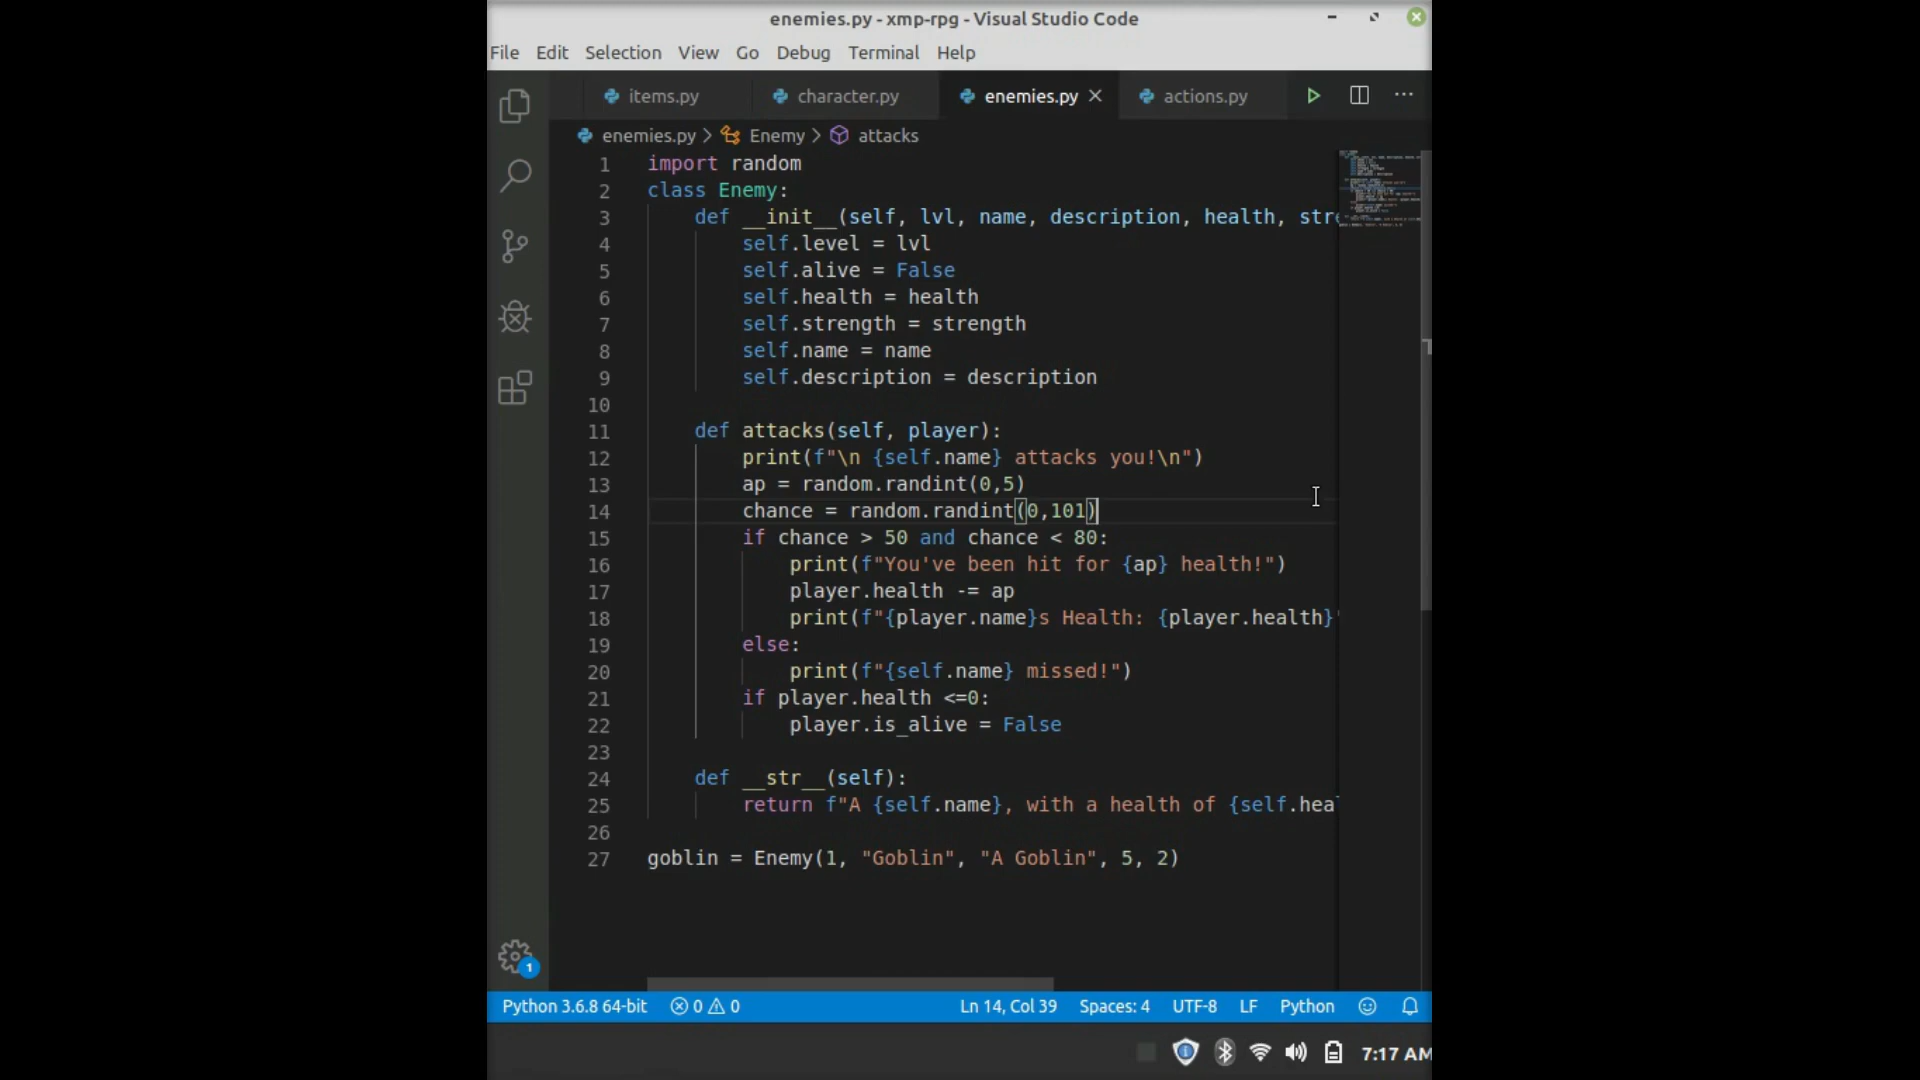 enemies.py - xmp-rpg - Visual Studio Code
File Edit Selection View Go Debug Terminal Help
items.py character.py enemies.py actions.py
enemies.py > Enemy > attacks
1 import random
2 class Enemy:
3     def __init__(self, lvl, name, description, health, stre
4         self.level = lvl
5         self.alive = False
6         self.health = health
7         self.strength = strength
8         self.name = name
9         self.description = description
10
11     def attacks(self, player):
12         print(f"\n {self.name} attacks you!\n")
13         ap = random.randint(0,5)
14         chance = random.randint(0,101)
15         if chance > 50 and chance < 80:
16             print(f"You've been hit for {ap} health!")
17             player.health -= ap
18             print(f"{player.name}s Health: {player.health}"
19         else:
20             print(f"{self.name} missed!")
21         if player.health <=0:
22             player.is_alive = False
23
24     def __str__(self):
25         return f"A {self.name}, with a health of {self.heal
26
27 goblin = Enemy(1, "Goblin", "A Goblin", 5, 2)
1
Python 3.6.8 64-bit 0 0 Ln 14, Col 39 Spaces: 4 UTF-8 LF Python
7:17 AM